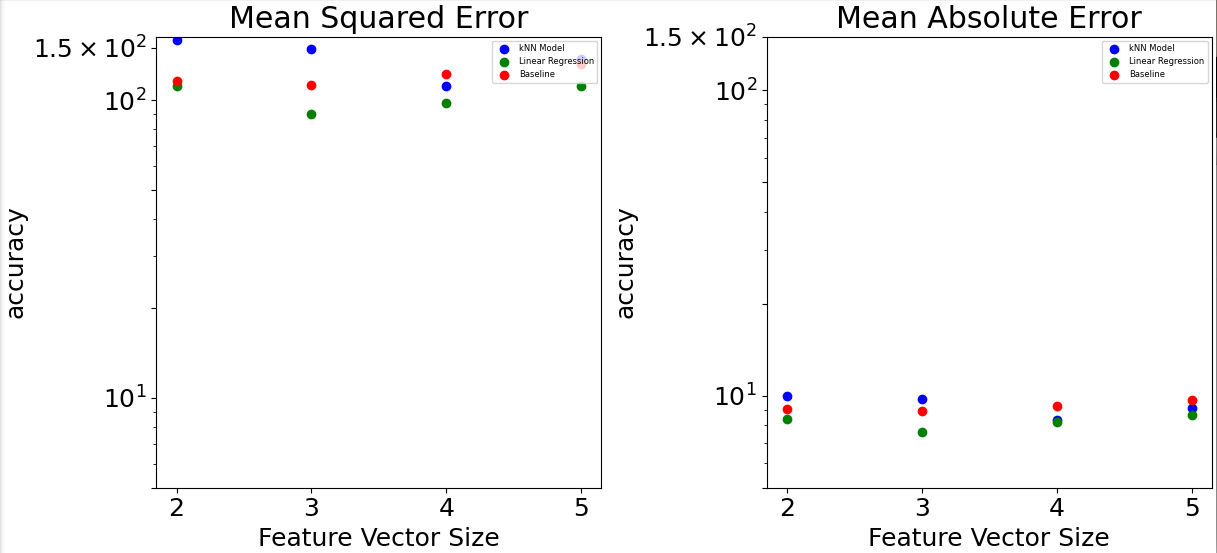 Mean Squared Error
1.5 × 10²
10²
10¹
accuracy
kNN Model
Linear Regression
Baseline
2 3 4 5
Feature Vector Size
Mean Absolute Error
1.5 × 10²
10²
10¹
accuracy
kNN Model
Linear Regression
Baseline
2 3 4 5
Feature Vector Size